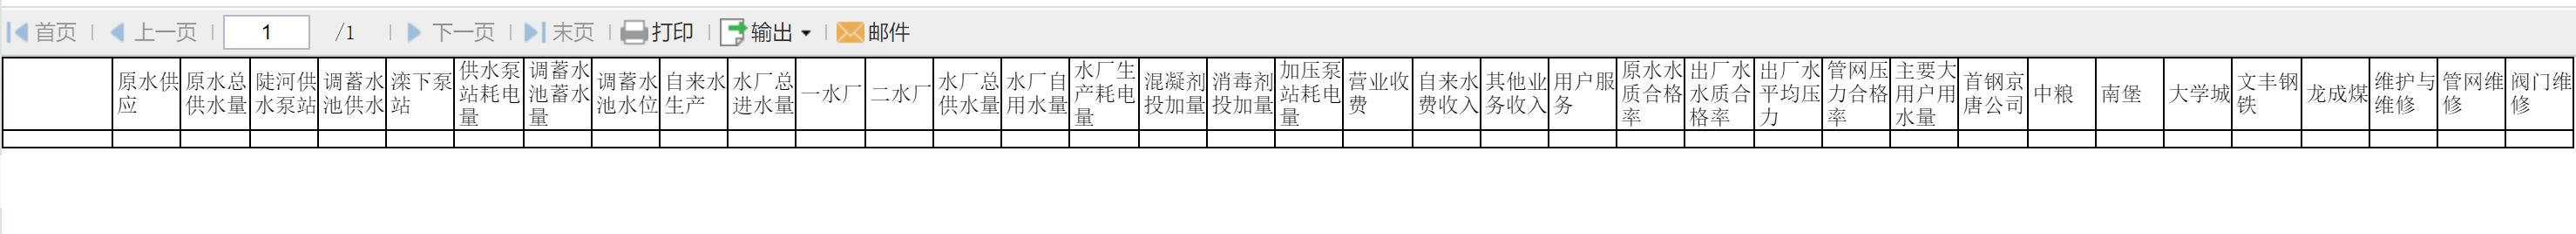 首页 上一页 1 /1 下一页 末页 打印 输出 邮件
原水供应
原水总供水量
陡河供水泵站
调蓄水池供水
滦下泵站
供水泵站耗电量
调蓄水池蓄水量
调蓄水池水位
自来水生产
水厂总进水量
一水厂
二水厂
水厂总供水量
水厂自用水量
水厂生产耗电量
混凝剂投加量
消毒剂投加量
加压泵站耗电量
营业收费
自来水费收入
其他业务收入
用户服务
原水水质合格率
出厂水水质合格率
出厂水平均压力
管网压力合格率
主要大用户用水量
首钢京唐公司
中粮
南堡
大学城
文丰钢铁
龙成煤
维护与维修
管网维修
阀门维修